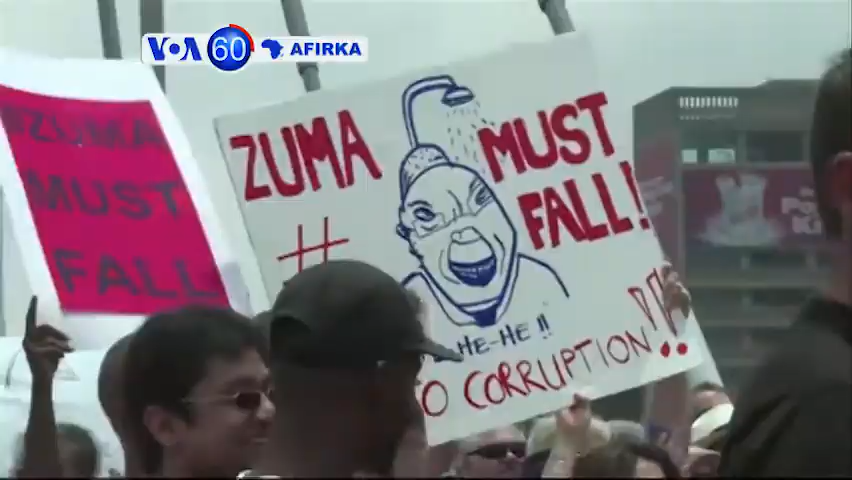 VOA 60 AFIRKA
#ZUMA
MUST
FALL
ZUMA MUST
# FALL!
HE-HE!!
O CORRUPTION!!